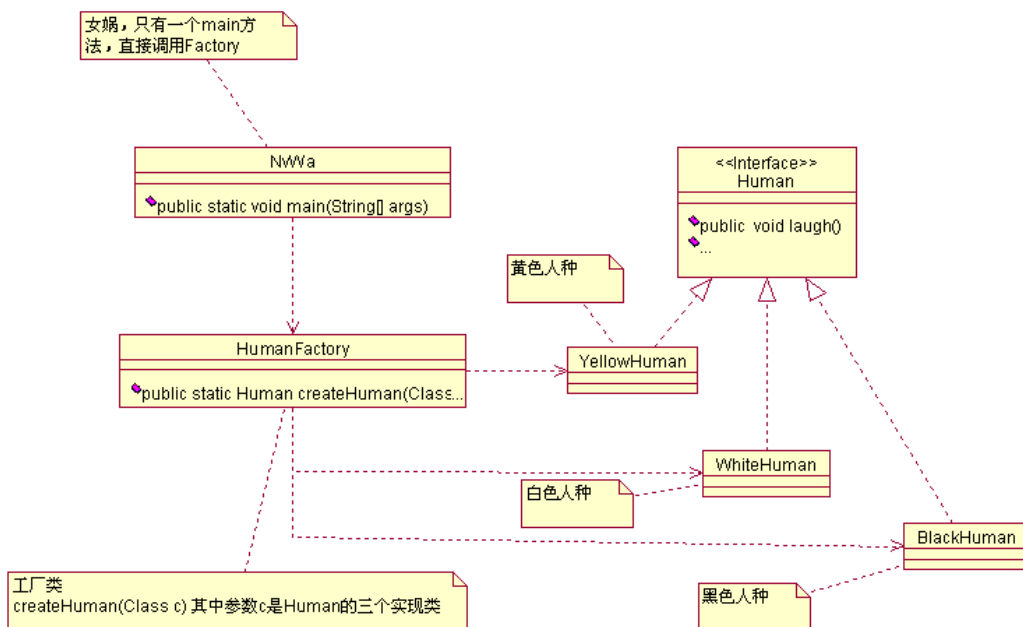 女娲，只有一个main方
法，直接调用Factory
NvWa
public static void main(String[] args)
<<Interface>>
Human
public void laugh()
...
黄色人种
HumanFactory
public static Human createHuman(Class...
YellowHuman
WhiteHuman
白色人种
BlackHuman
工厂类
createHuman(Class c) 其中参数c是Human的三个实现类
黑色人种